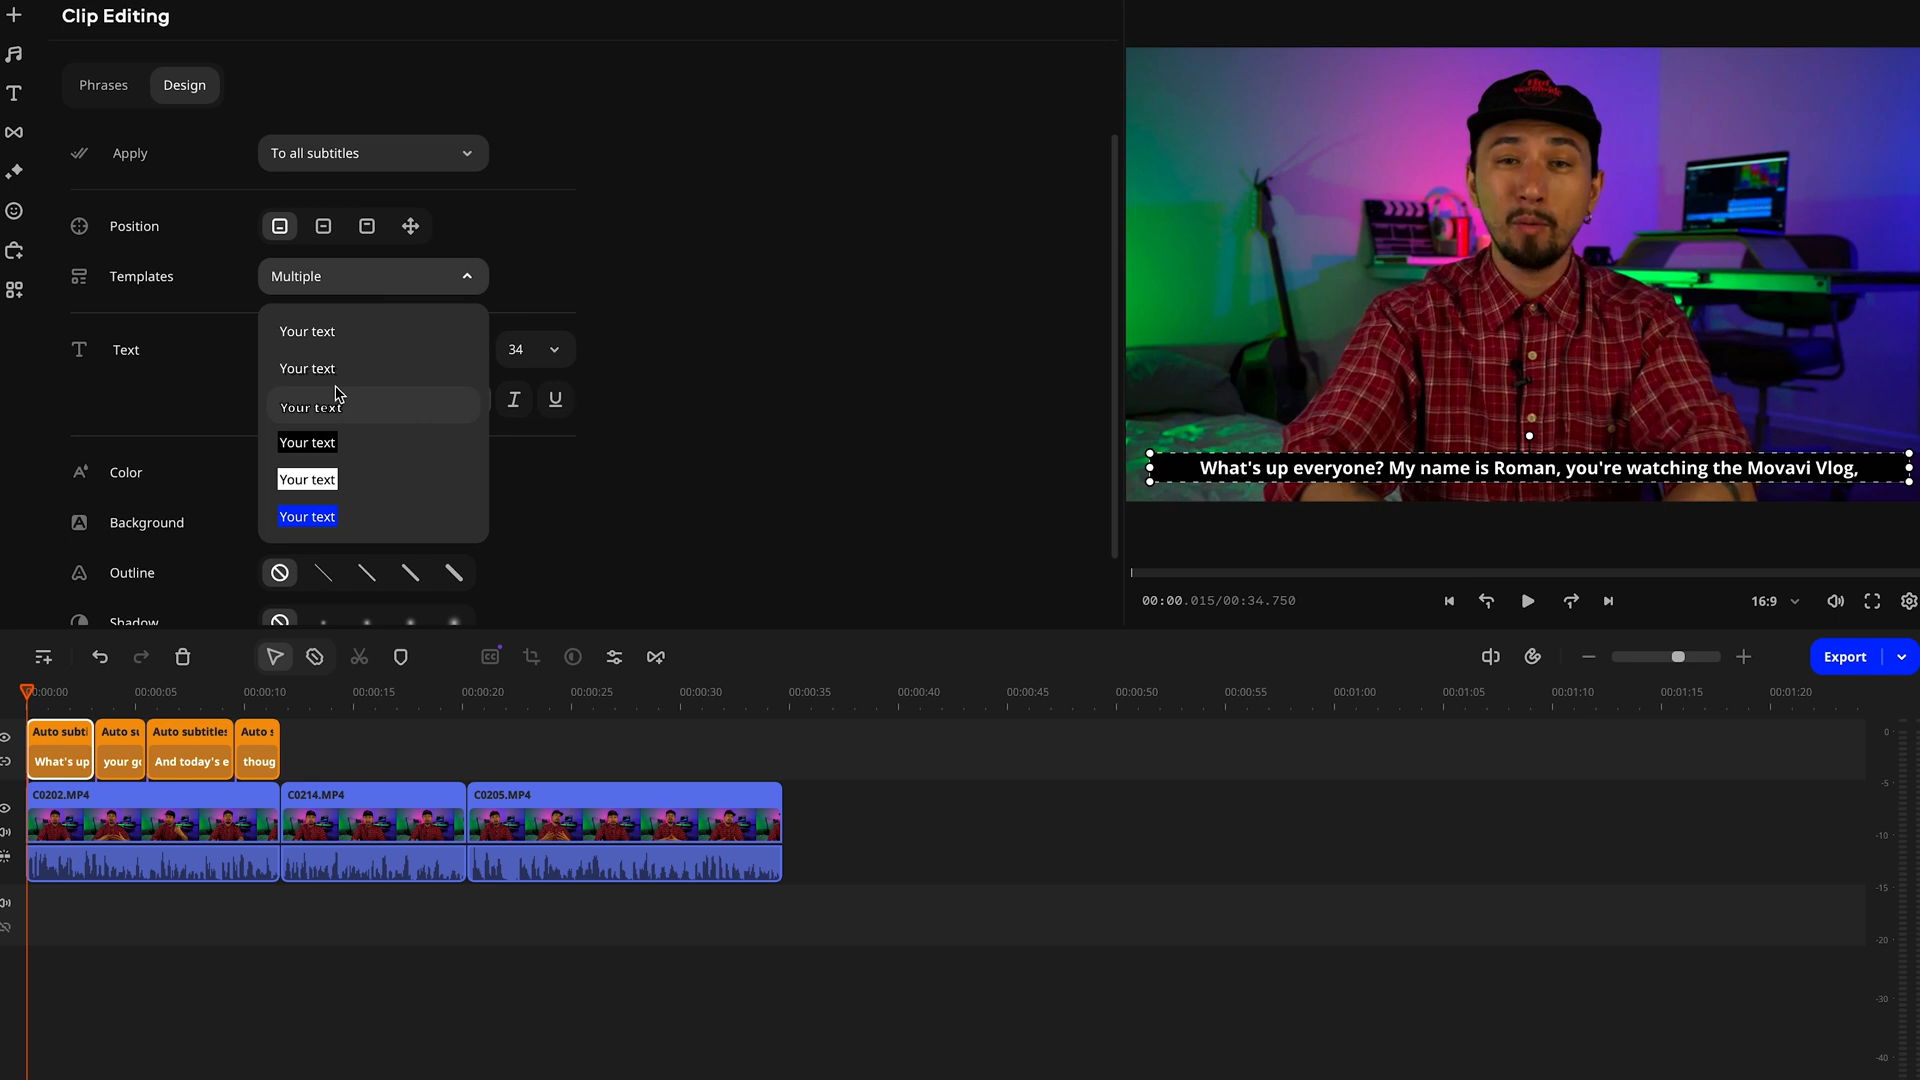 Clip Editing
Phrases
Design
Apply
To all subtitles
Position
Templates
Multiple
Your text
Your text
Your text
Your text
Your text
Your text
Text
34
Color
Background
Outline
Shadow
What's up everyone? My name is Roman, you're watching the Movavi Vlog,
00:00.015/00:34.750
16:9
CC
Export
00:00:00
00:00:05
00:00:10
00:00:15
00:00:20
00:00:25
00:00:30
00:00:35
00:00:40
00:00:45
00:00:50
00:00:55
00:01:00
00:01:05
00:01:10
00:01:15
00:01:20
Auto subti
Auto su
Auto subtitles
Auto s
What's up
your go
And today's e
thoug
C0202.MP4
C0214.MP4
C0205.MP4
0
-5
-10
-15
-20
-30
-40